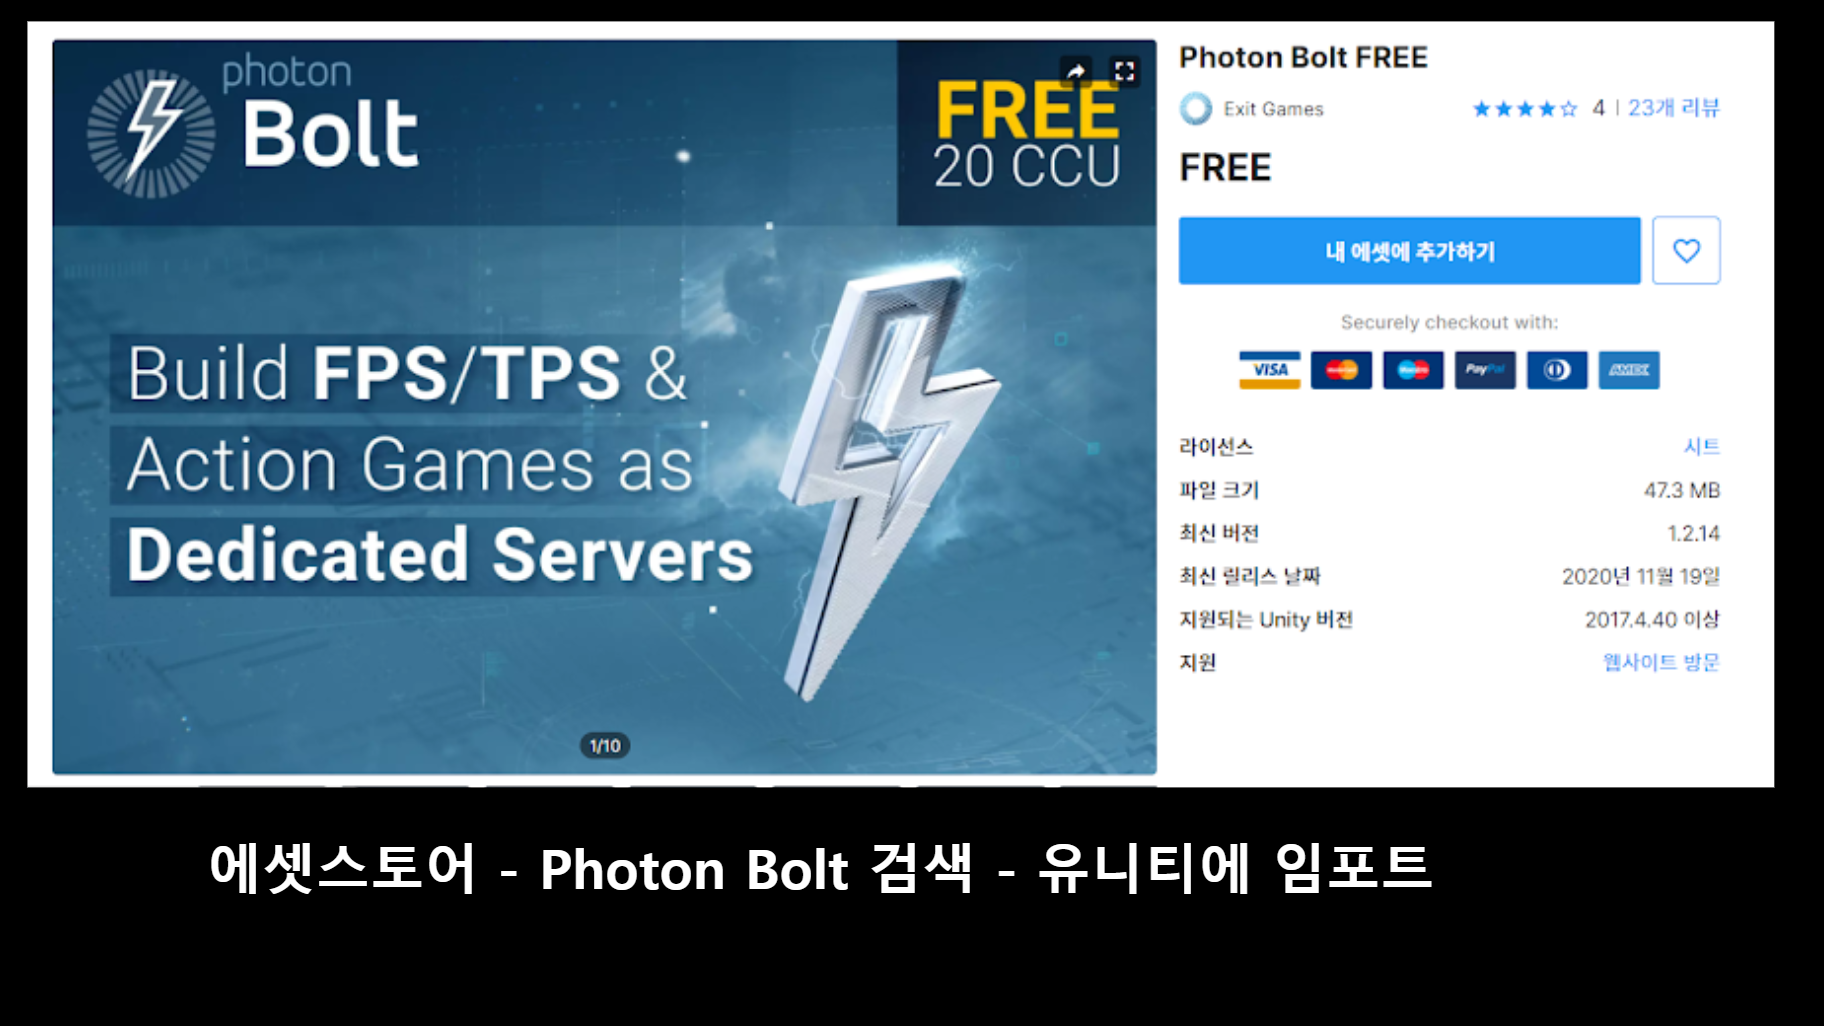 photon
Bolt
FREE
20 CCU
Build FPS/TPS &
Action Games as
Dedicated Servers
1/10
Photon Bolt FREE
Exit Games
★★★★☆ 4 | 23개 리뷰
FREE
내 에셋에 추가하기
Securely checkout with:
VISA
PayPal
AMEX
라이선스 시트
파일 크기 47.3 MB
최신 버전 1.2.14
최신 릴리스 날짜 2020년 11월 19일
지원되는 Unity 버전 2017.4.40 이상
지원 웹사이트 방문
에셋스토어 - Photon Bolt 검색 - 유니티에 임포트